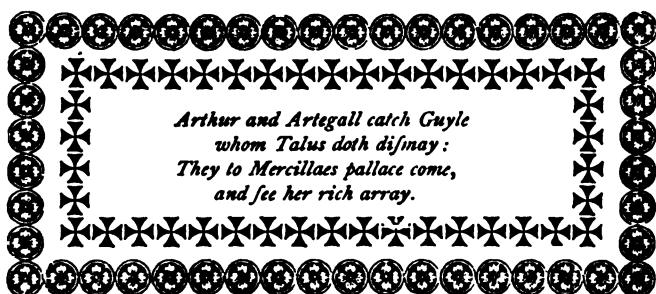 Arthur and Artegall catch Guyle
whom Talus doth diſmay :
They to Mercillaes pallace come,
and ſee her rich array.